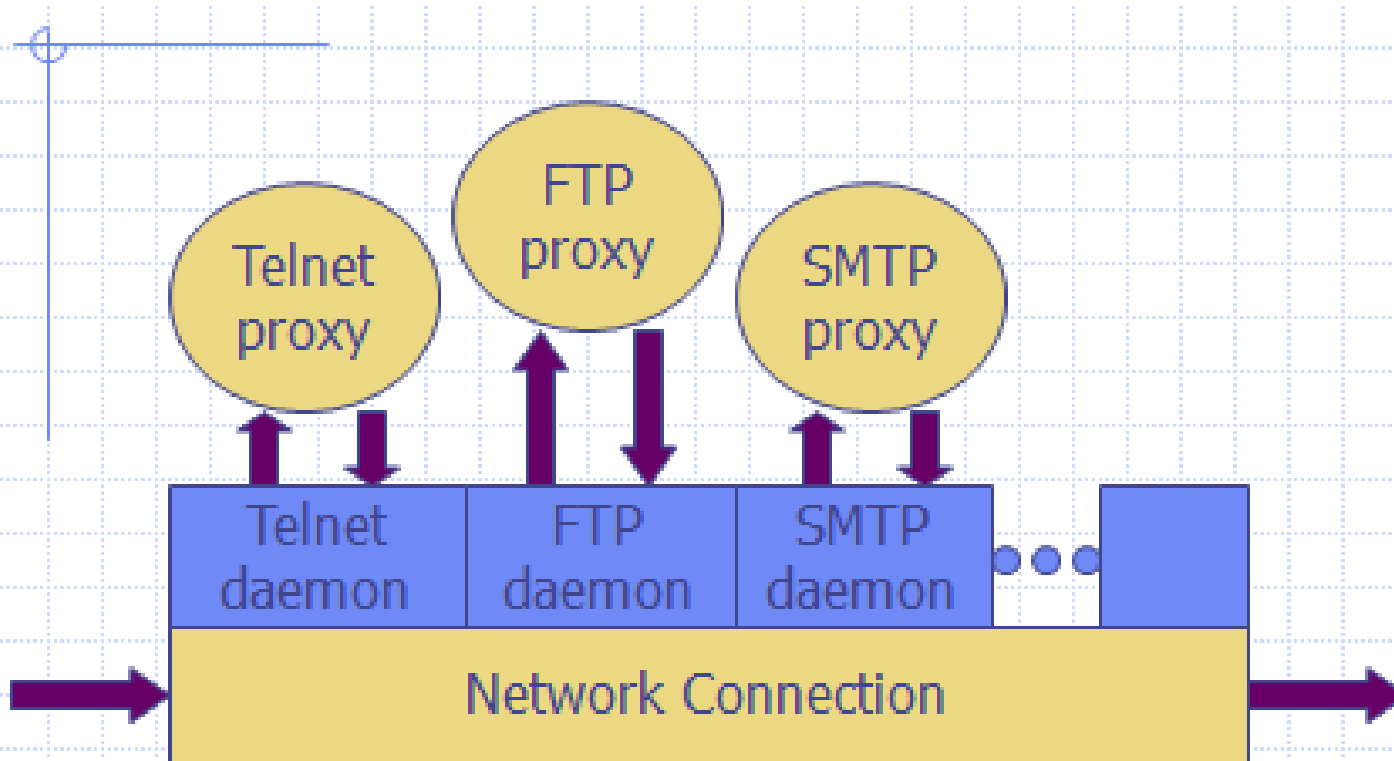 FTP
proxy
Telnet
proxy
SMTP
proxy
Telnet
daemon
FTP
daemon
SMTP
daemon
Network Connection